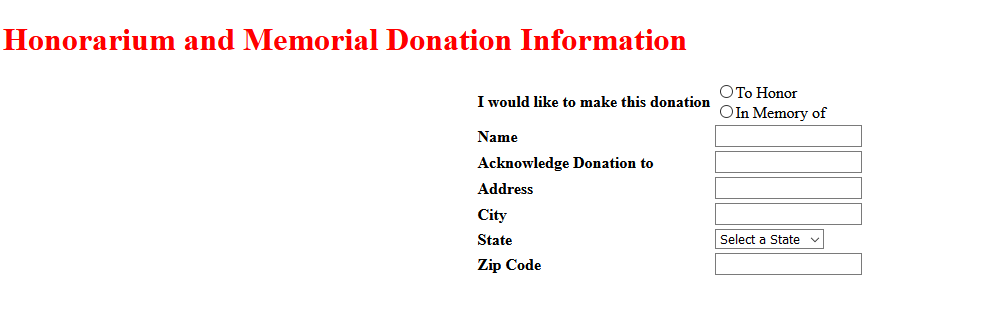 Honorarium and Memorial Donation Information
I would like to make this donation
To Honor
In Memory of
Name
Acknowledge Donation to
Address
City
State Select a State
Zip Code